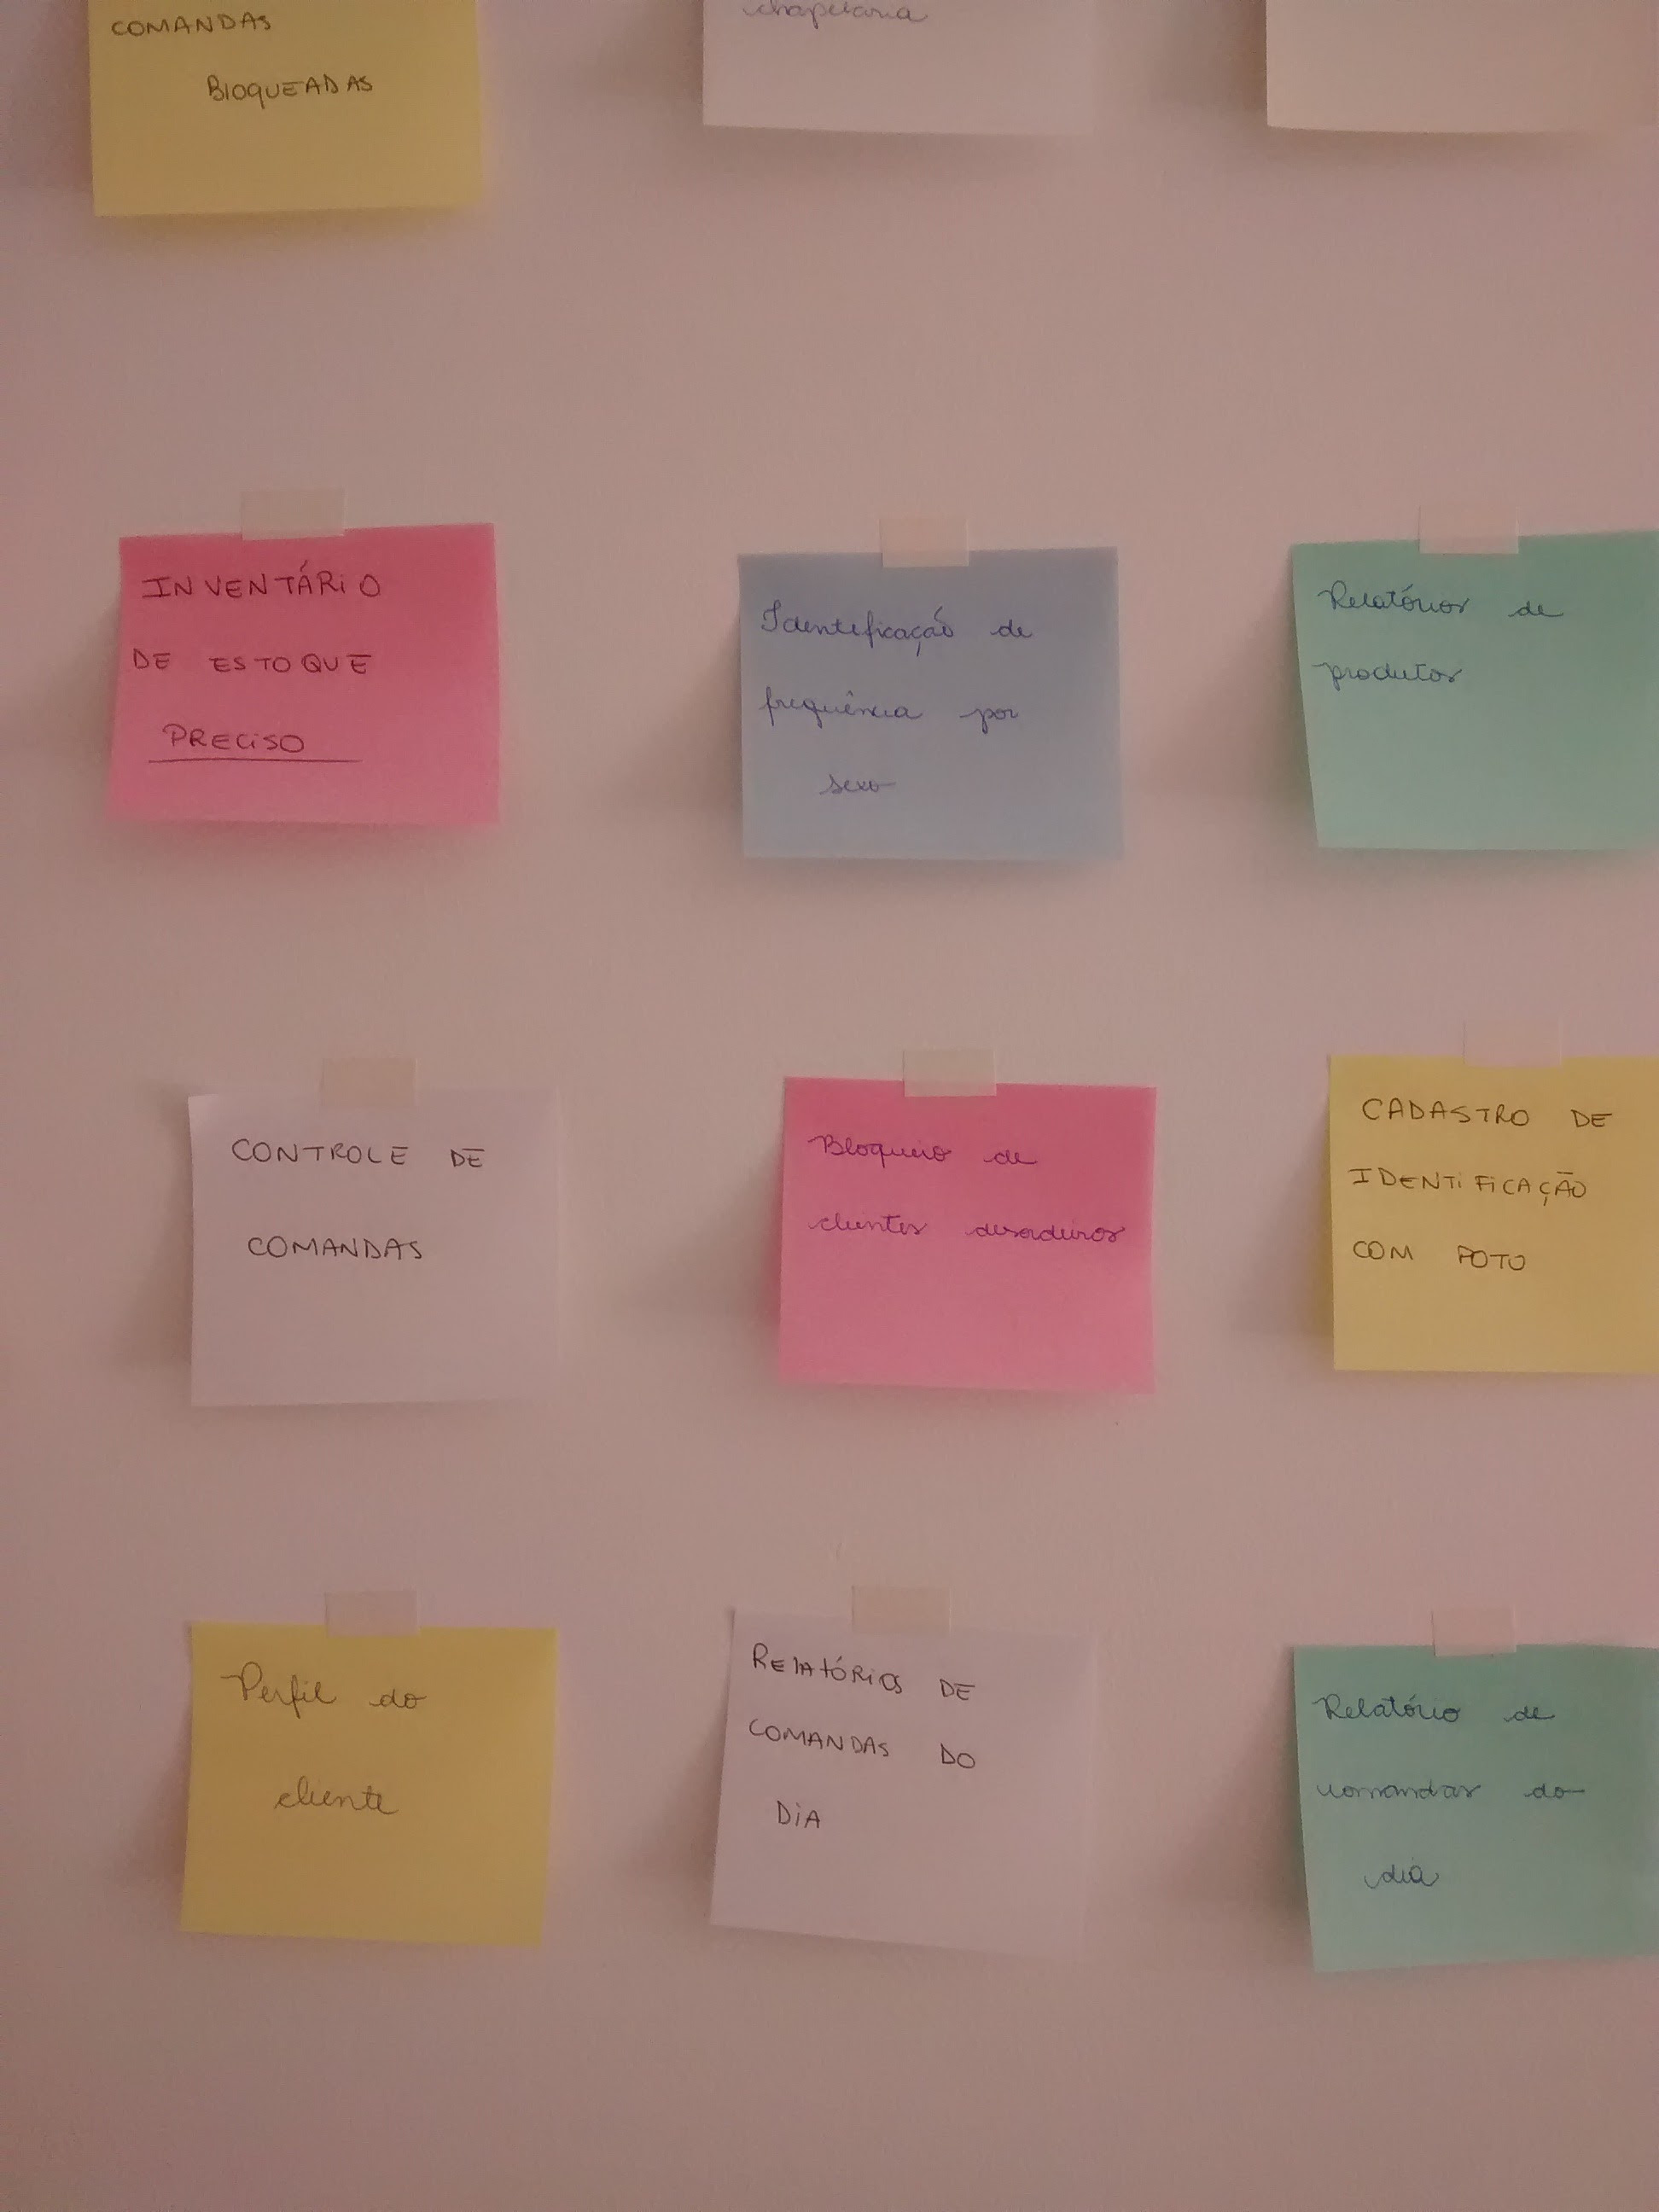 COMANDAS
BLOQUEADAS
chapelaria
INVENTÁRIO
DE ESTOQUE
PRECISO
Identificação de
frequência por
sexo
Relatórios de
produtos
CONTROLE DE
COMANDAS
Bloqueio de
clientes desordeiros
CADASTRO DE
IDENTIFICAÇÃO
COM FOTO
Perfil do
cliente
RELATÓRIOS DE
COMANDAS DO
DIA
Relatório de
comandas do
dia